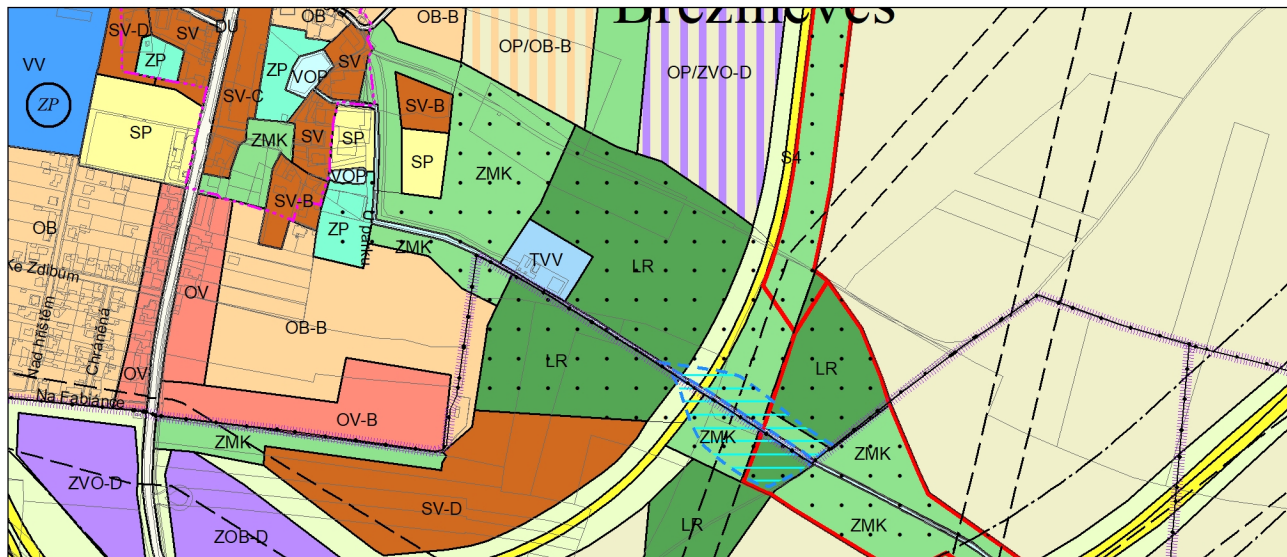 Březiněves
OB
OB-B
DU
SV-D
SV
ZP
ZP
SV
OP/OB-B
VV
VOP
OP/ZVO-D
ZP
SV-C
SV-B
SP
ZMK
SV
SP
SP
S4
ZMK
VOP
SV-B
OB
ZP
U parku
ZMK
TVV
LR
Ke Zdibům
OV
OB-B
Nad hřištěm
Chráněná
LR
LR
OV
Na Fabiánce
OV-B
ZMK
ZMK
ZMK
ZVO-D
SV-D
LR
ZMK
ZOB-D